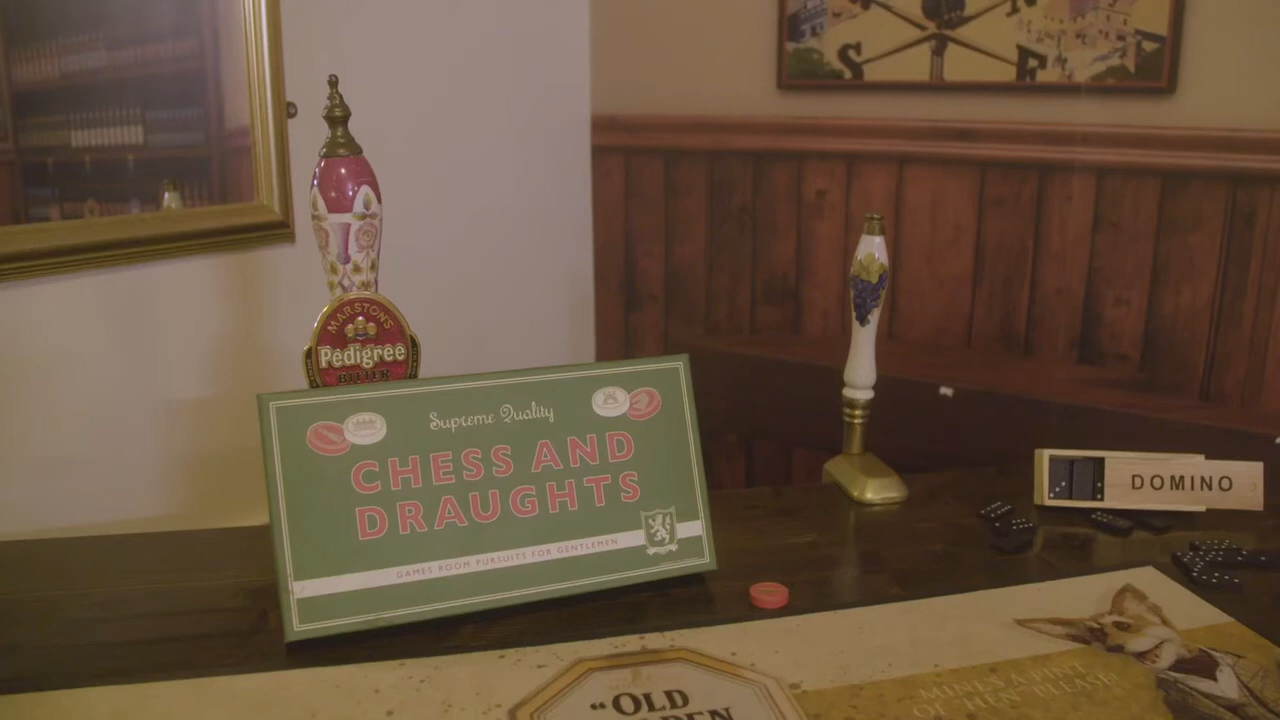 S E
MARSTON'S
Pedigree
BITTER
Supreme Quality
CHESS AND
DRAUGHTS
GAMES ROOM PURSUITS FOR GENTLEMEN
DOMINO
"MINE'S A PINT
OF "HEN" PLEASE"
"OLD